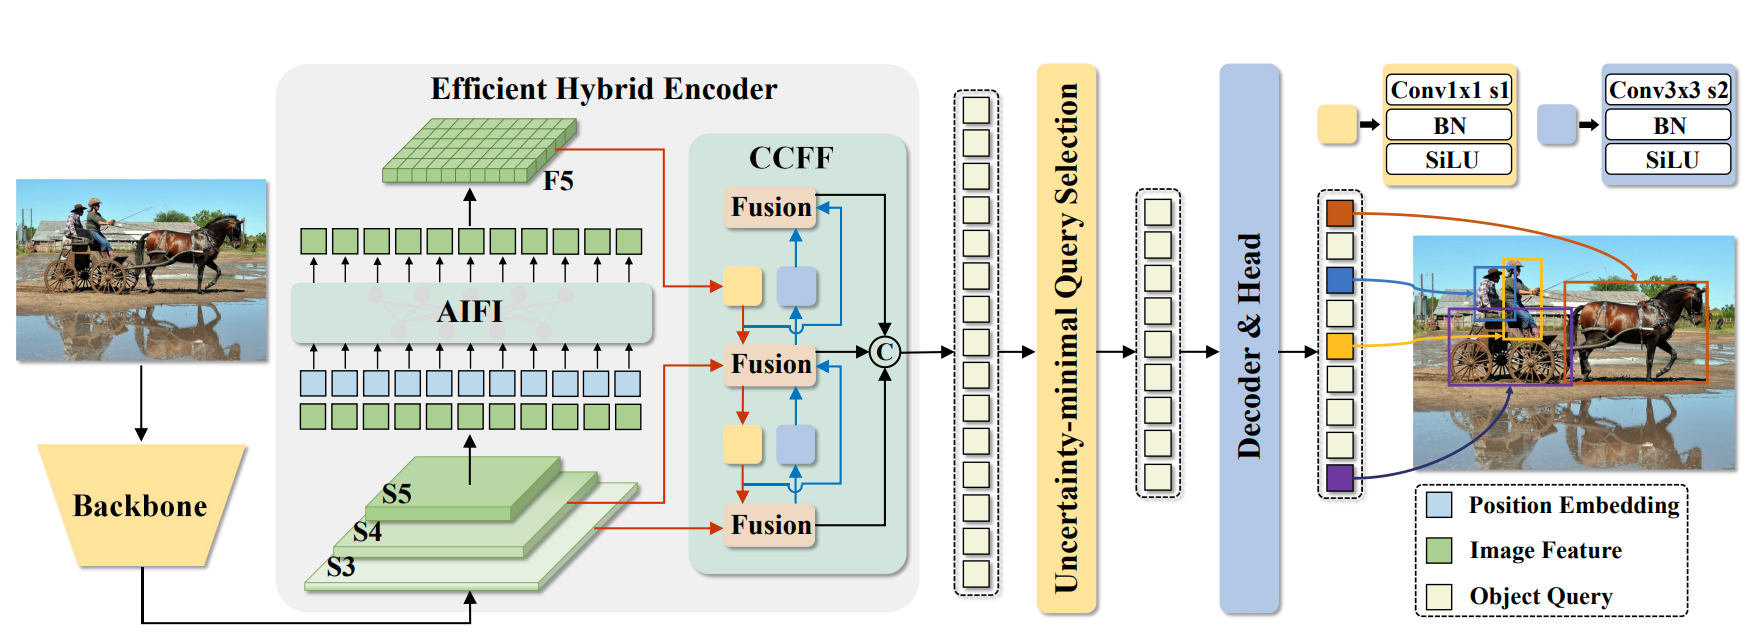 Efficient Hybrid Encoder
F5
AIFI
S5
S4
S3
Backbone
CCFF
Fusion
Fusion
Fusion
C
Uncertainty-minimal Query Selection
Decoder & Head
Conv1x1 s1
BN
SiLU
Conv3x3 s2
BN
SiLU
Position Embedding
Image Feature
Object Query